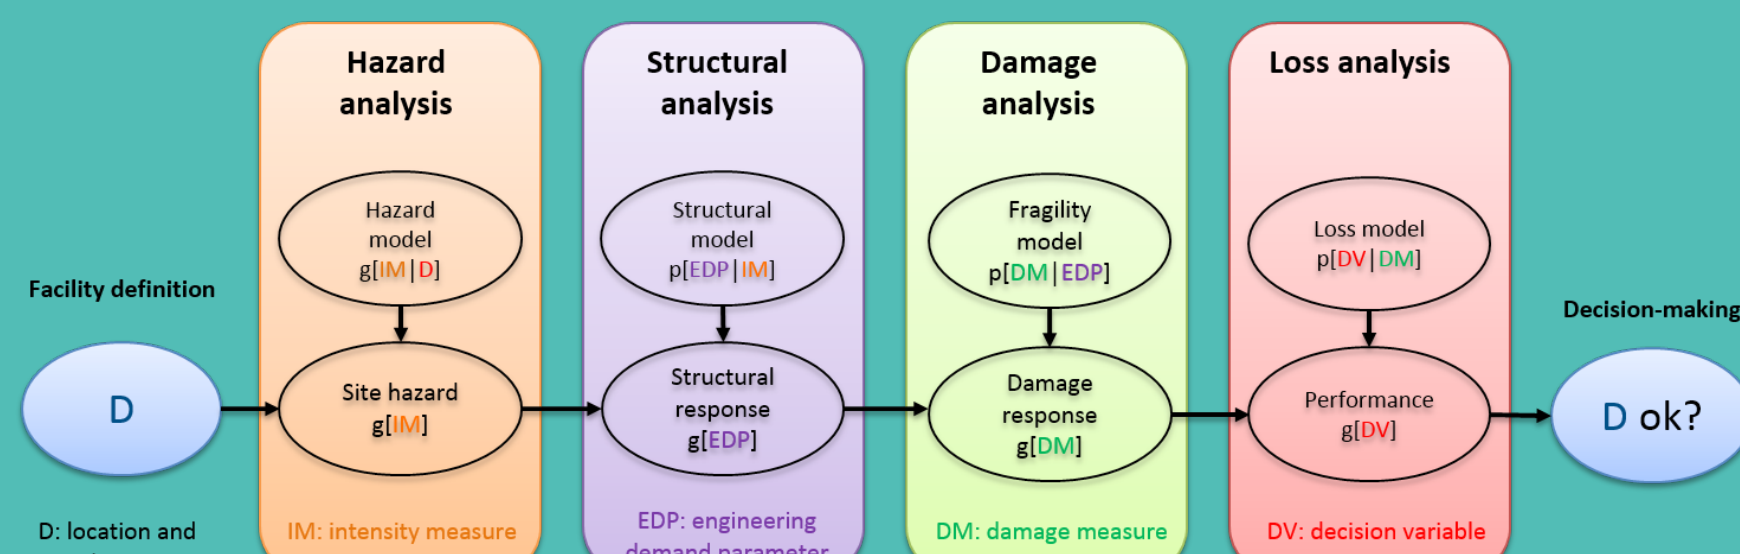 Hazard
analysis
Structural
analysis
Damage
analysis
Loss analysis
Hazard
model
g[IM|D]
Structural
model
p[EDP|IM]
Fragility
model
p[DM|EDP]
Loss model
p[DV|DM]
Facility definition
Decision-making
D
Site hazard
g[IM]
Structural
response
g[EDP]
Damage
response
g[DM]
Performance
g[DV]
D ok?
D: location and
IM: intensity measure
EDP: engineering
demand parameter
DM: damage measure
DV: decision variable